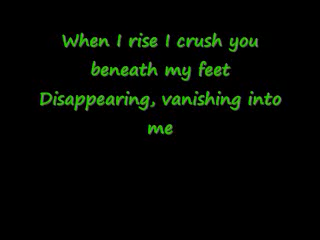 When I rise I crush you
beneath my feet
Disappearing, vanishing into
me